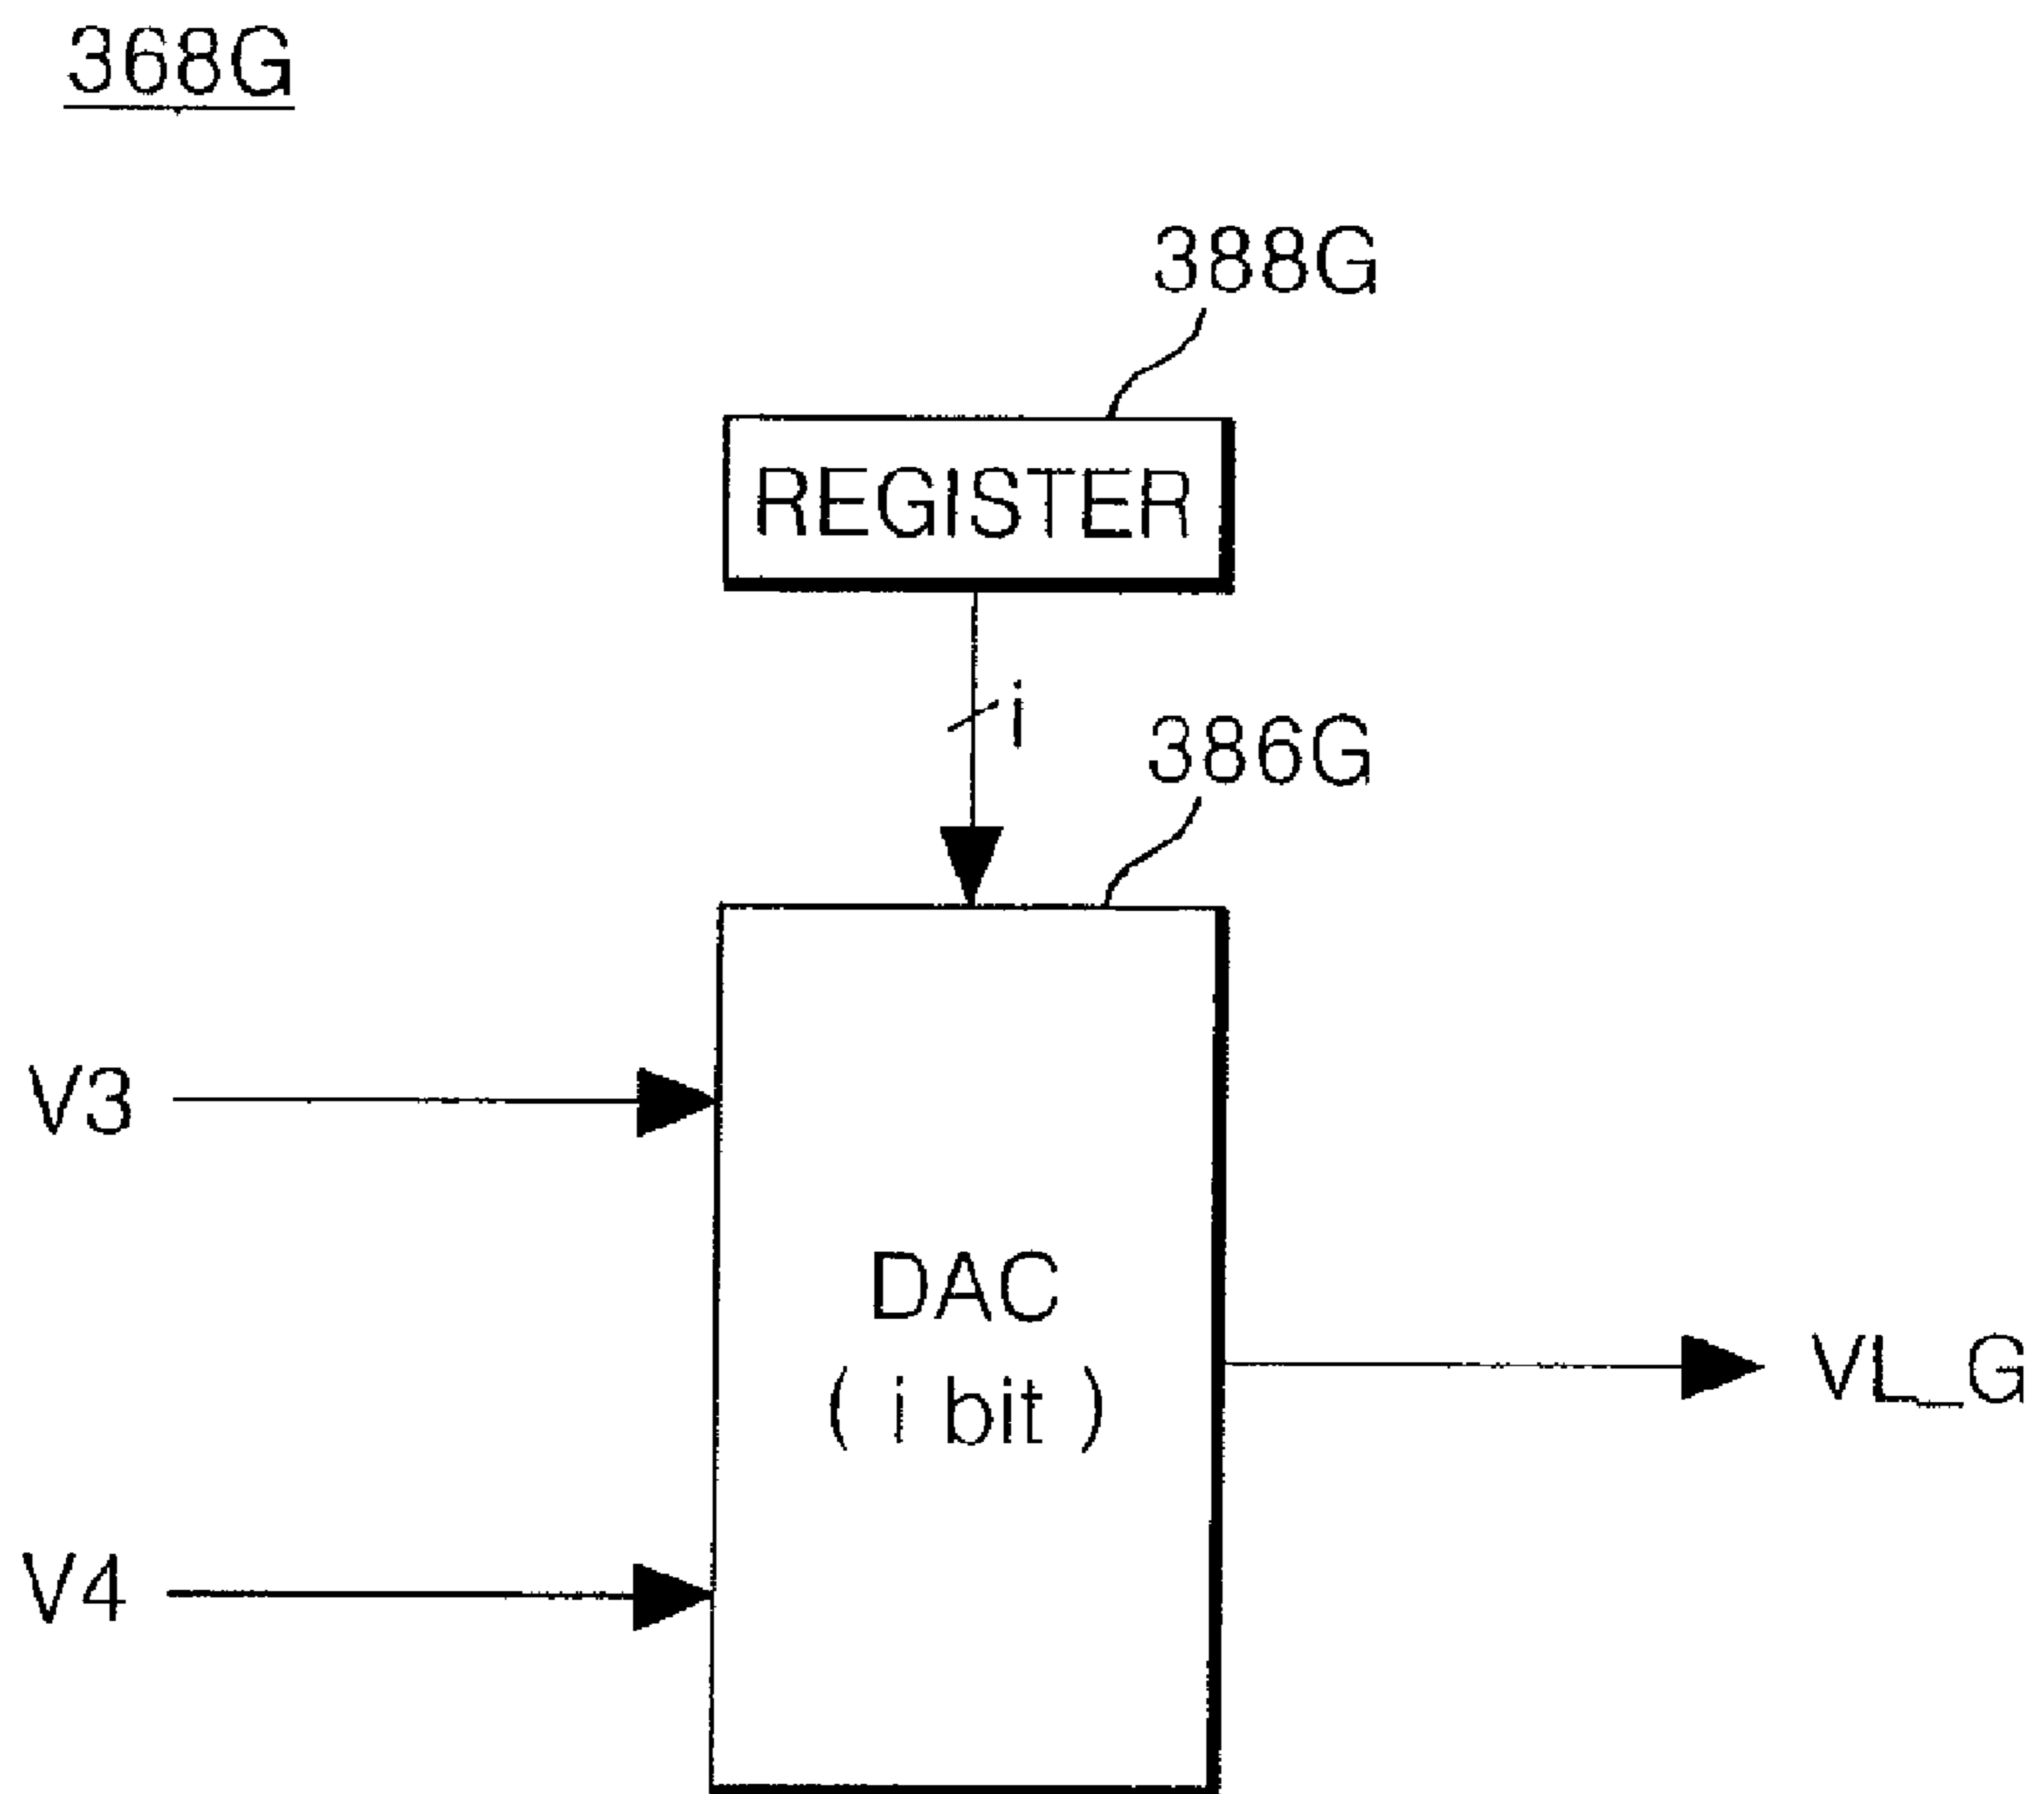 368G
388G
REGISTER
i
386G
V3
DAC
( i bit )
VL_G
V4